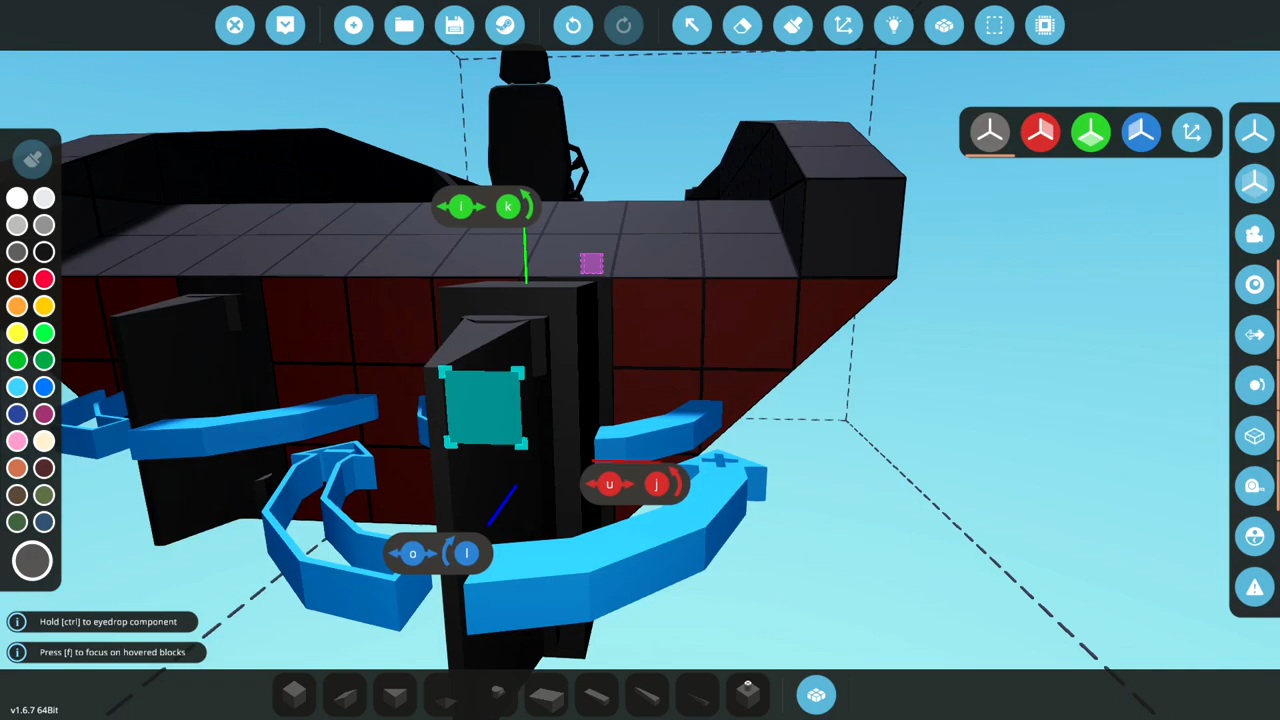 i k
u j
o l
Hold [ctrl] to eyedrop component
Press [f] to focus on hovered blocks
v1.6.7 64Bit